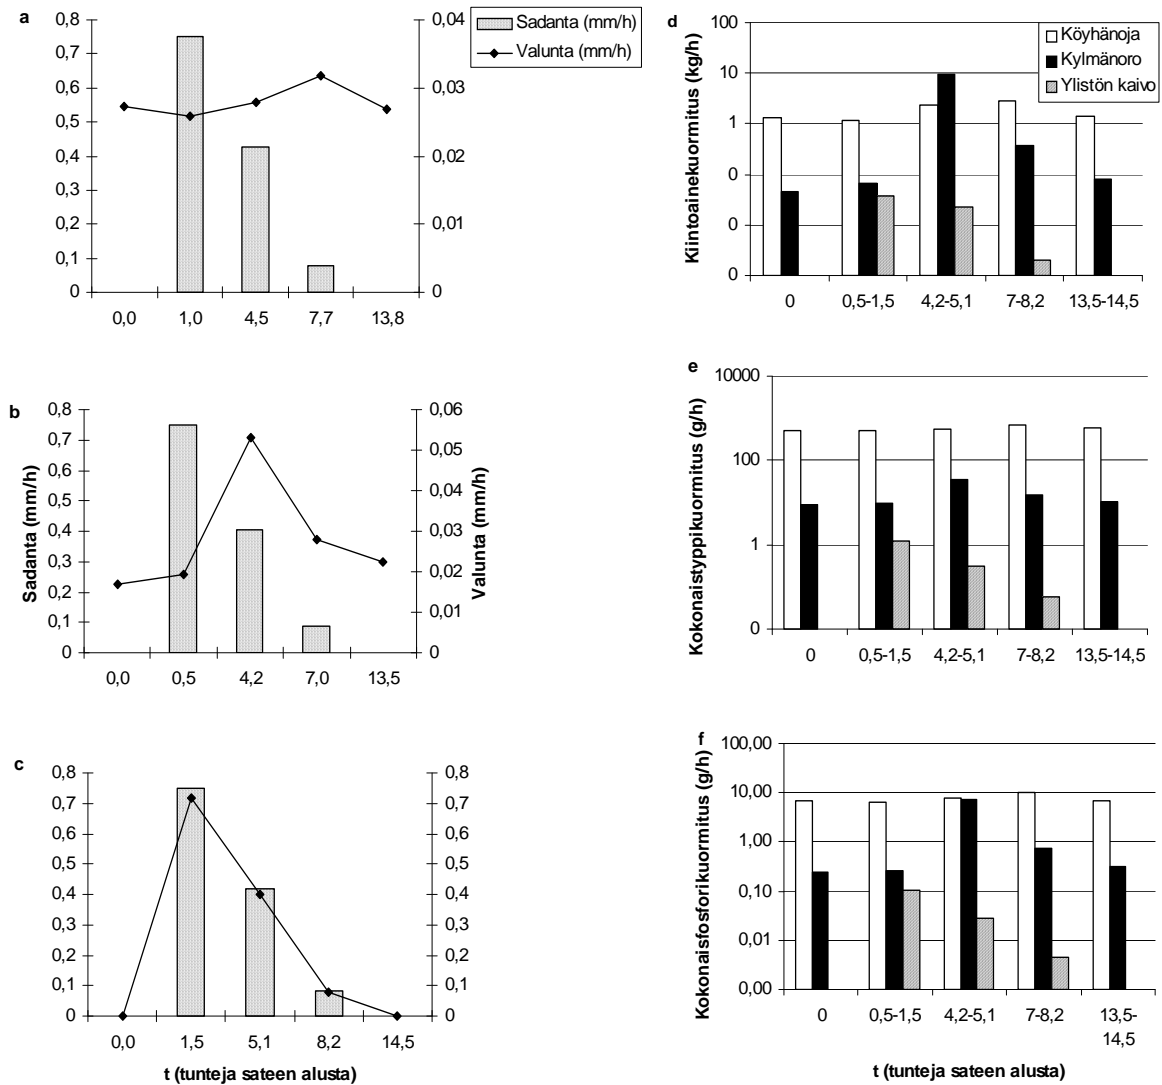 a
0,8
0,7
0,6
0,5
0,4
0,3
0,2
0,1
0
0,04
0,03
0,02
0,01
0
Sadanta (mm/h)
Valunta (mm/h)
0,0 1,0 4,5 7,7 13,8
b
Sadanta (mm/h)
0,8
0,7
0,6
0,5
0,4
0,3
0,2
0,1
0
0,06
0,05
0,04
0,03
0,02
0,01
0
Valunta (mm/h)
0,0 0,5 4,2 7,0 13,5
c
0,8
0,7
0,6
0,5
0,4
0,3
0,2
0,1
0
0,8
0,7
0,6
0,5
0,4
0,3
0,2
0,1
0
0,0 1,5 5,1 8,2 14,5
t (tunteja sateen alusta)
d
Kiintoainekuormitus (kg/h)
100
10
1
0
0
0
Köyhänoja
Kylmänoro
Ylistön kaivo
0 0,5-1,5 4,2-5,1 7-8,2 13,5-14,5
e
Kokonaistyppikuormitus (g/h)
10000
100
1
0
0 0,5-1,5 4,2-5,1 7-8,2 13,5-14,5
f
Kokonaisfosforikuormitus (g/h)
100,00
10,00
1,00
0,10
0,01
0,00
0 0,5-1,5 4,2-5,1 7-8,2 13,5-
14,5
t (tunteja sateen alusta)